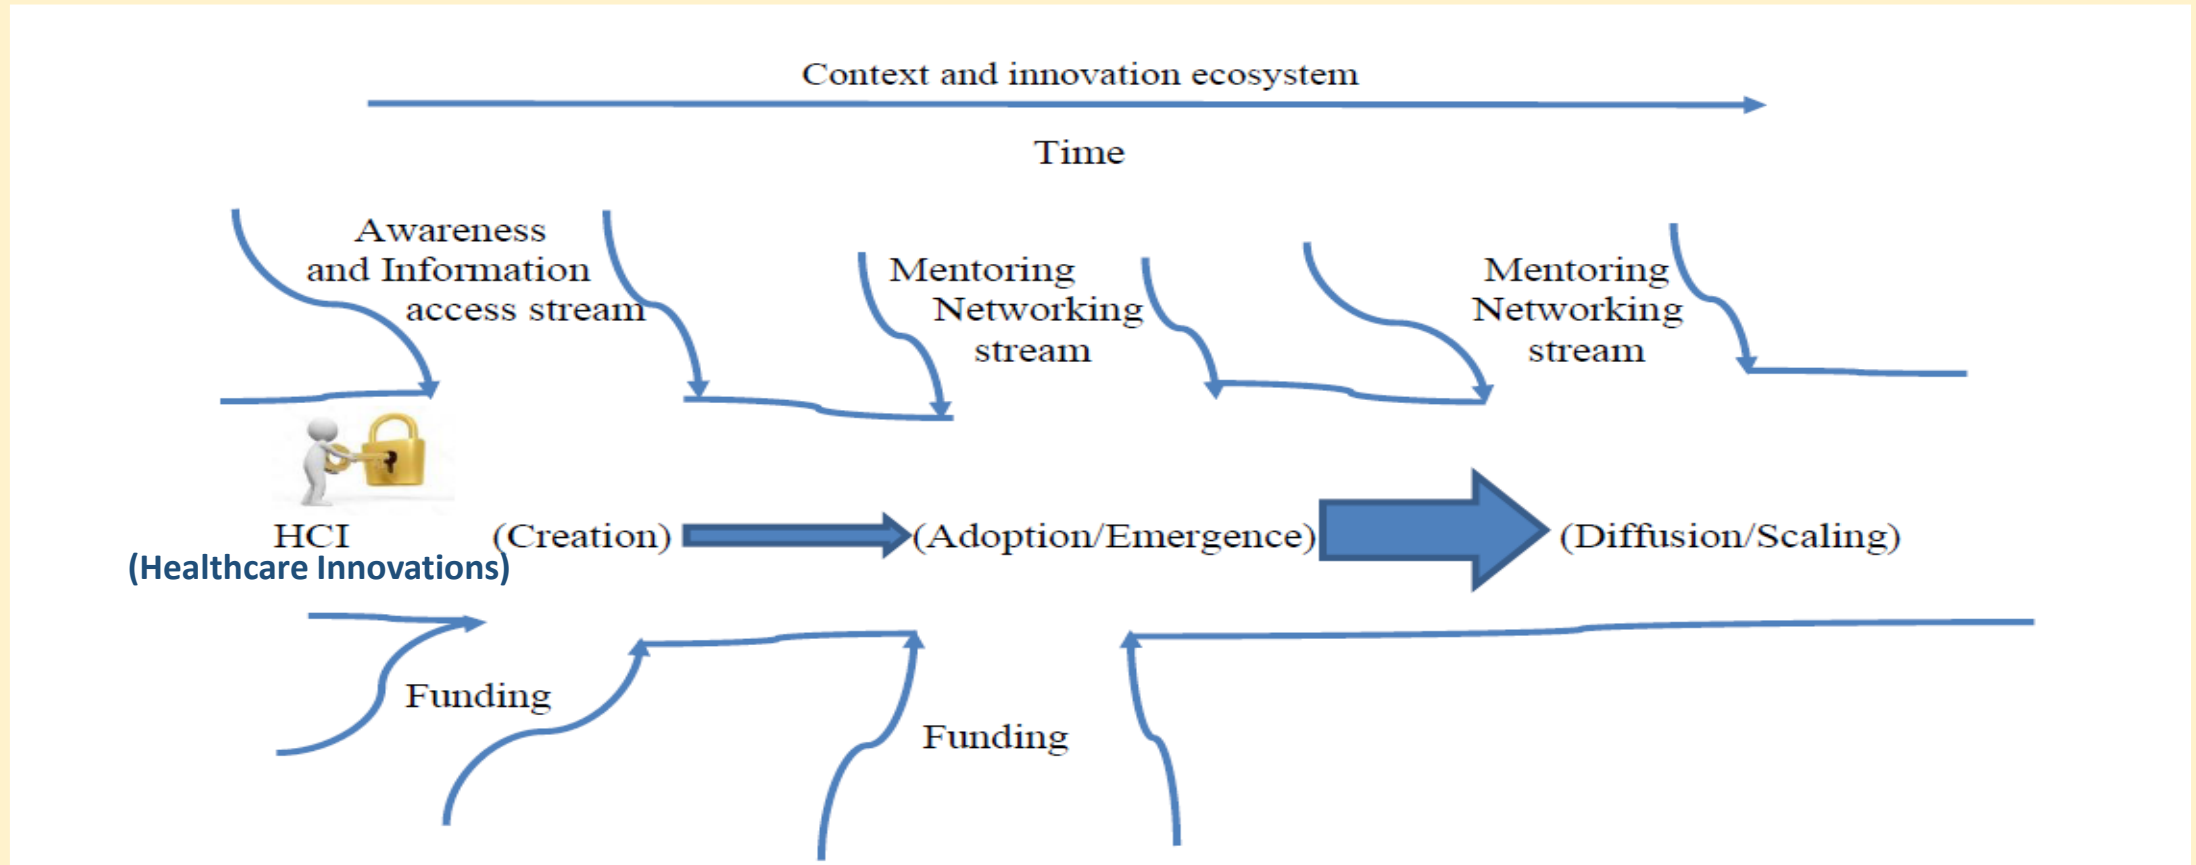 Context and innovation ecosystem
Time
Awareness
and Information
access stream
Mentoring
Networking
stream
Mentoring
Networking
stream
HCI
(Healthcare Innovations)
(Creation)
(Adoption/Emergence)
(Diffusion/Scaling)
Funding
Funding